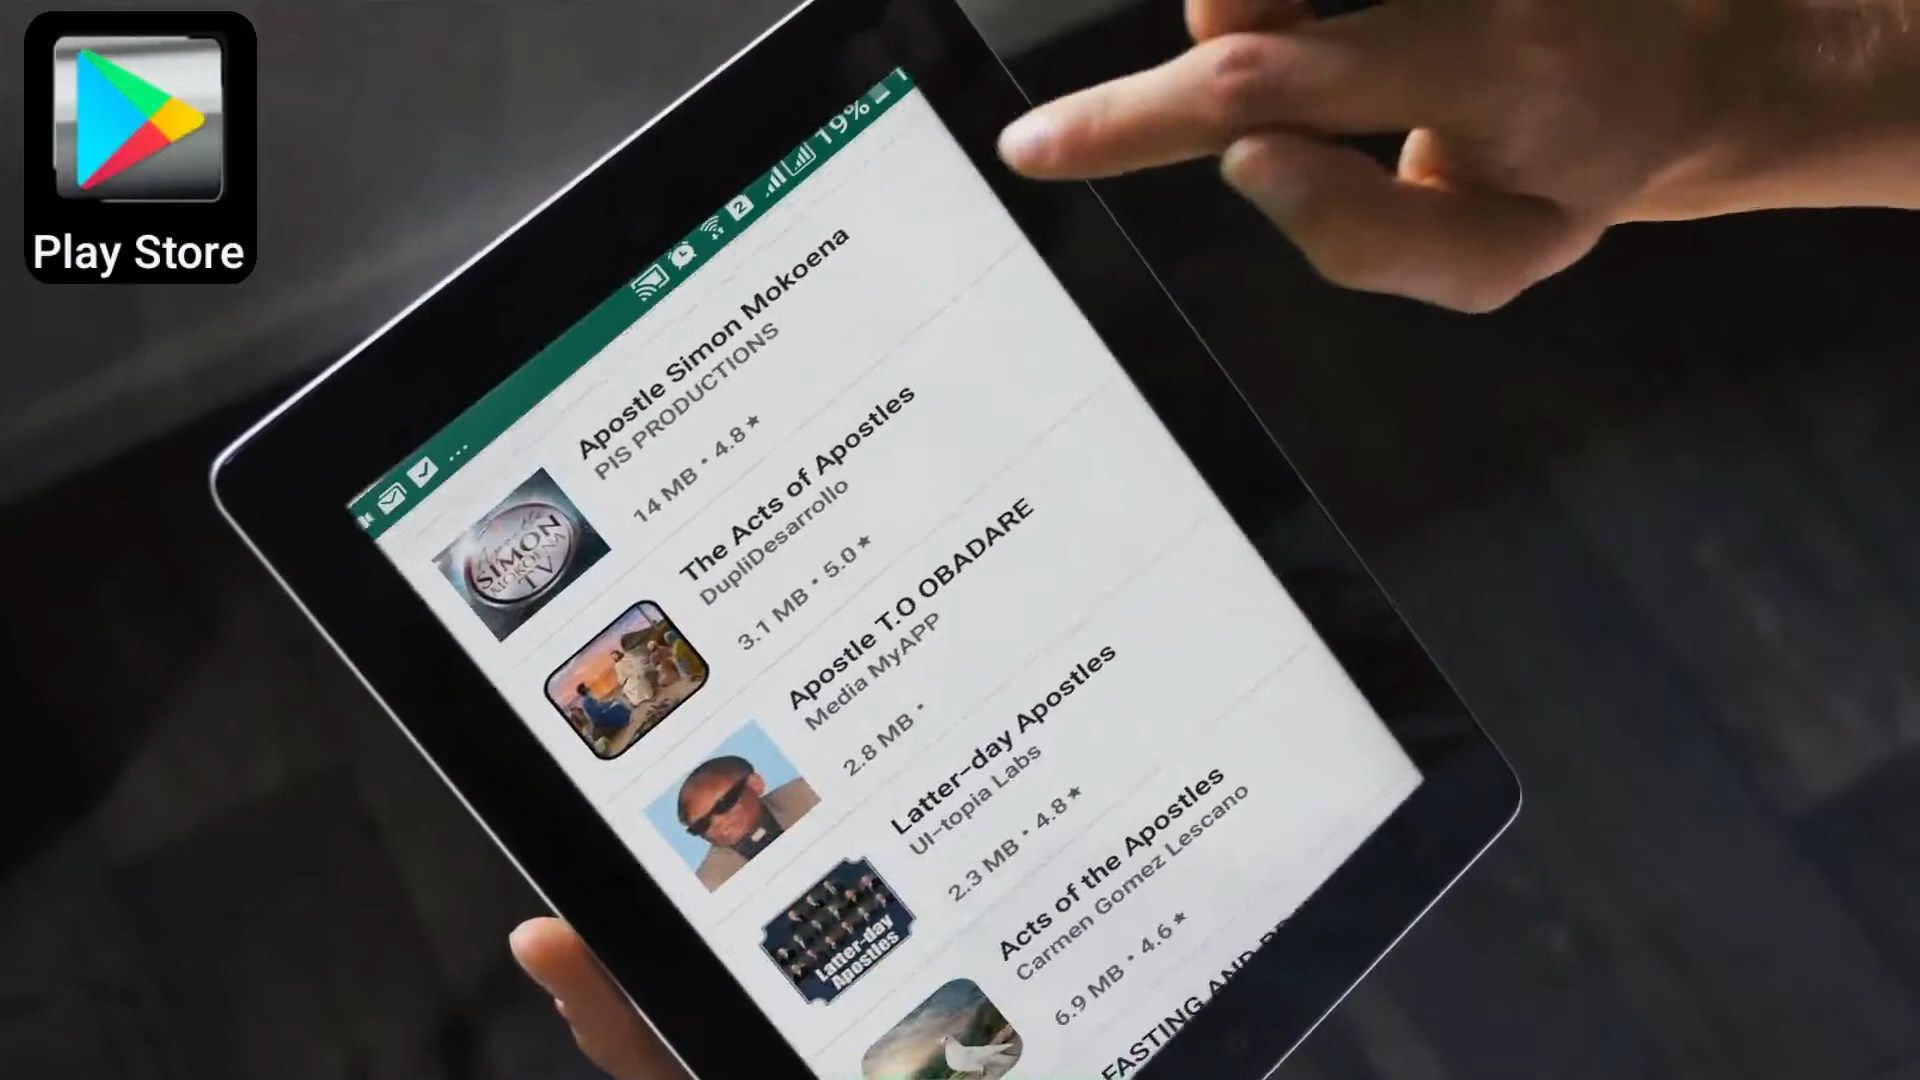 Play Store
19%
2
Apostle Simon Mokoena
PIS PRODUCTIONS
14 MB • 4.8 ★
SIMON
MOKOENA
TV
The Acts of Apostles
DupliDesarrollo
3.1 MB • 5.0 ★
Apostle T.O OBADARE
Media MyAPP
2.8 MB •
Latter-day Apostles
UI-topia Labs
2.3 MB • 4.8 ★
Latter-day
Apostles
Acts of the Apostles
Carmen Gomez Lescano
6.9 MB • 4.6 ★
FASTING AND